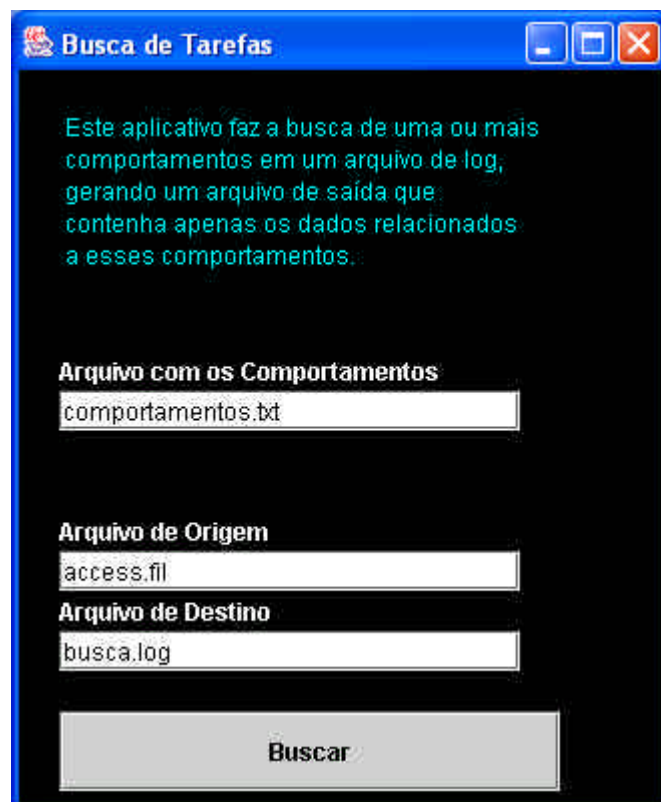 Busca de Tarefas
Este aplicativo faz a busca de uma ou mais
comportamentos em um arquivo de log,
gerando um arquivo de saída que
contenha apenas os dados relacionados
a esses comportamentos.
Arquivo com os Comportamentos
comportamentos.txt
Arquivo de Origem
access.fil
Arquivo de Destino
busca.log
Buscar